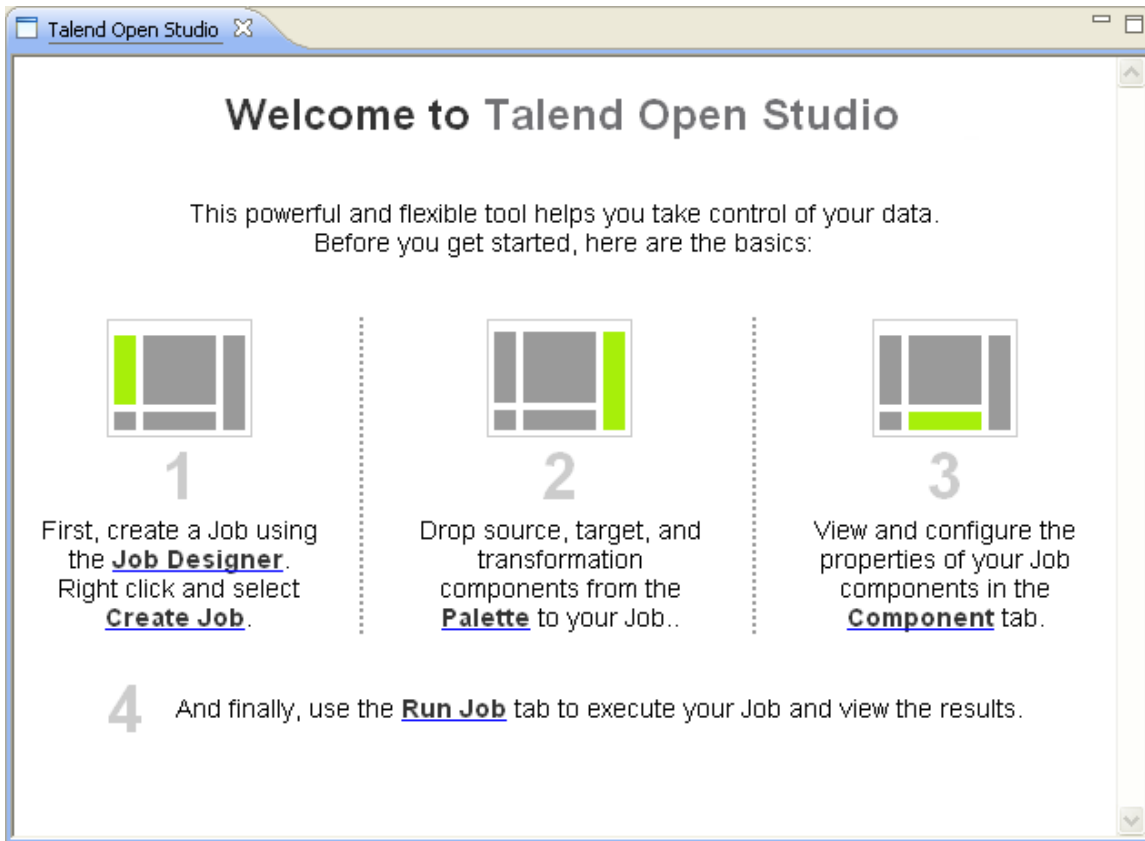 Talend Open Studio
Welcome to Talend Open Studio
This powerful and flexible tool helps you take control of your data.
Before you get started, here are the basics:
1
First, create a Job using
the Job Designer.
Right click and select
Create Job.
2
Drop source, target, and
transformation
components from the
Palette to your Job..
3
View and configure the
properties of your Job
components in the
Component tab.
4 And finally, use the Run Job tab to execute your Job and view the results.